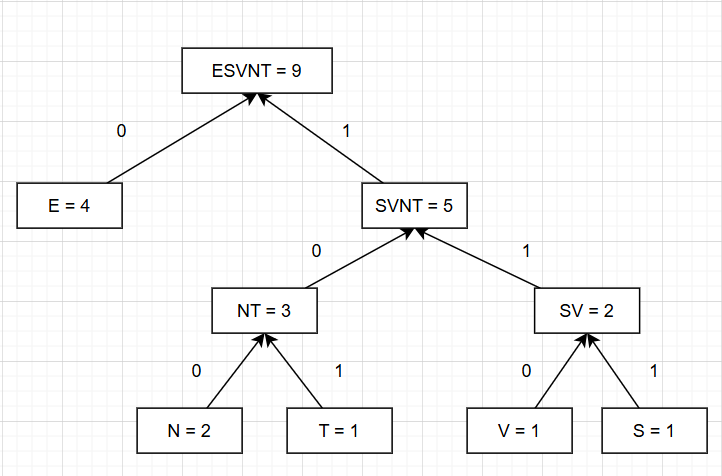 ESVNT = 9
0
1
E = 4
SVNT = 5
0
1
NT = 3
SV = 2
0
1
0
1
N = 2
T = 1
V = 1
S = 1